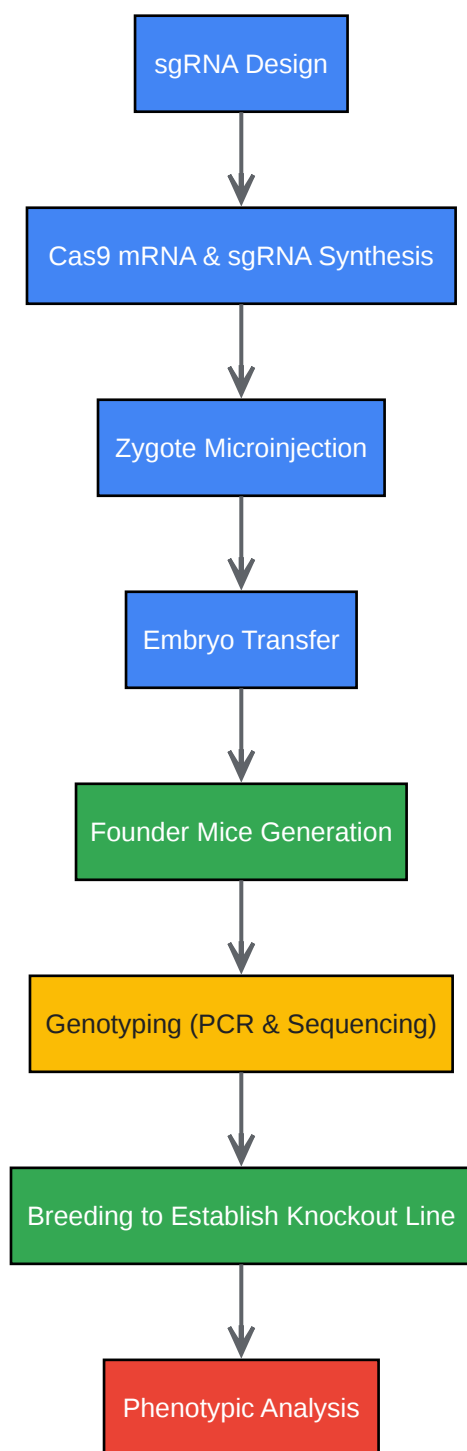 sgRNA Design
Cas9 mRNA & sgRNA Synthesis
Zygote Microinjection
Embryo Transfer
Founder Mice Generation
Genotyping (PCR & Sequencing)
Breeding to Establish Knockout Line
Phenotypic Analysis